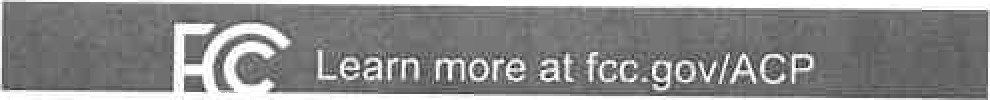 FCC Learn more at fcc.gov/ACP